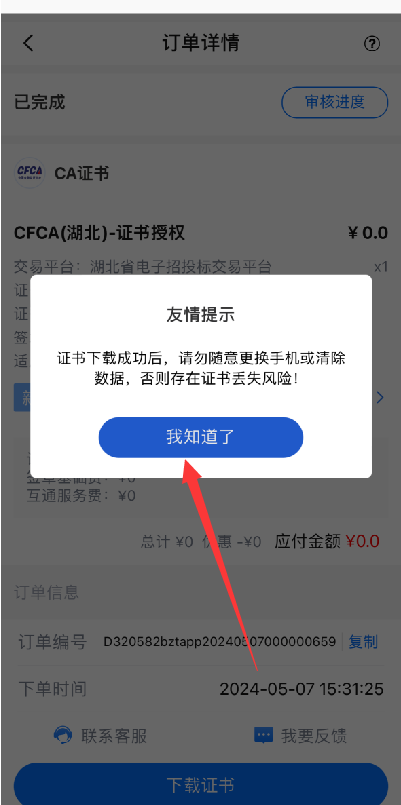 订单详情
已完成
审核进度
CFCA
CA证书
CFCA(湖北)-证书授权 ¥ 0.0
交易平台：湖北省电子招投标交易平台 x1
证
证
签
适
友情提示
证书下载成功后，请勿随意更换手机或清除
数据，否则存在证书丢失风险！
我知道了
互通服务费：¥0
总计 ¥0 优惠 -¥0 应付金额 ¥0.0
订单信息
订单编号 D320582bztapp20240607000000659 复制
下单时间 2024-05-07 15:31:25
联系客服 我要反馈
下载证书